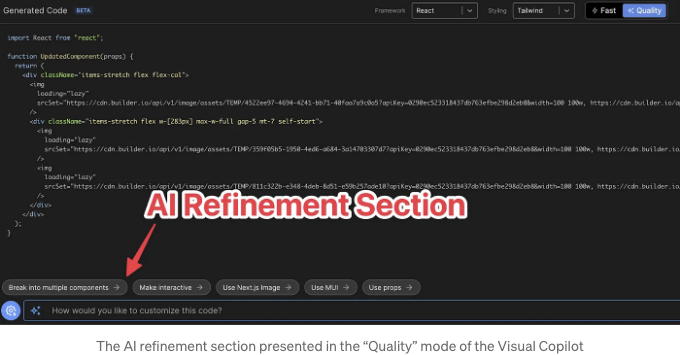 Generated Code BETA Framework React Styling Tailwind Fast Quality
import React from "react";
function UpdatedComponent(props) {
return (
<div className="items-stretch flex flex-col">
<img
loading="lazy"
srcSet="https://cdn.builder.io/api/v1/image/assets/TEMP/4322ee97-4694-4241-bb71-40faa7a9c0a5?apiKey=0290ec523318437db763efbe298d2eb8&width=100 100w, https://cdn.builder.io/ap
/>
<div className="items-stretch flex w-[283px] max-w-full gap-5 mt-7 self-start">
<img
loading="lazy"
srcSet="https://cdn.builder.io/api/v1/image/assets/TEMP/359f05b5-1950-4ed6-a684-3a14703307d7?apiKey=0290ec523318437db763efbe298d2eb8&width=100 100w, https://cdn.buil
/>
<img
loading="lazy"
srcSet="https://cdn.builder.io/api/v1/image/assets/TEMP/811c322b-e348-4deb-8d51-e59b257ade10?apiKey=0290ec523318437db763efbe298d2eb8&width=100 100w, https://cdn.buil
/>
</div>
</div>
);
}
AI Refinement Section
Break into multiple components → Make interactive → Use Next.js Image → Use MUI → Use props →
How would you like to customize this code?
The AI refinement section presented in the “Quality” mode of the Visual Copilot